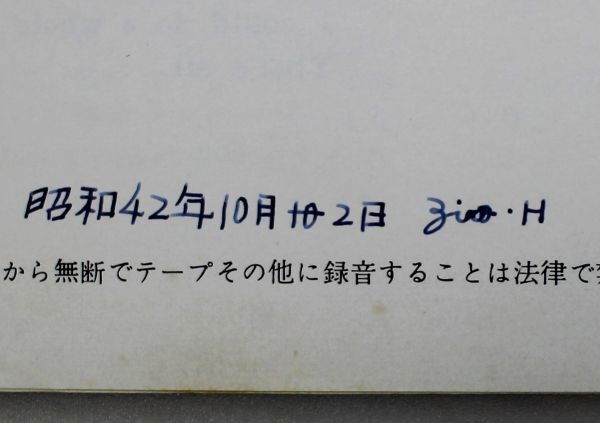 昭和42年10月 2日 ・H
から無断でテープその他に録音することは法律で